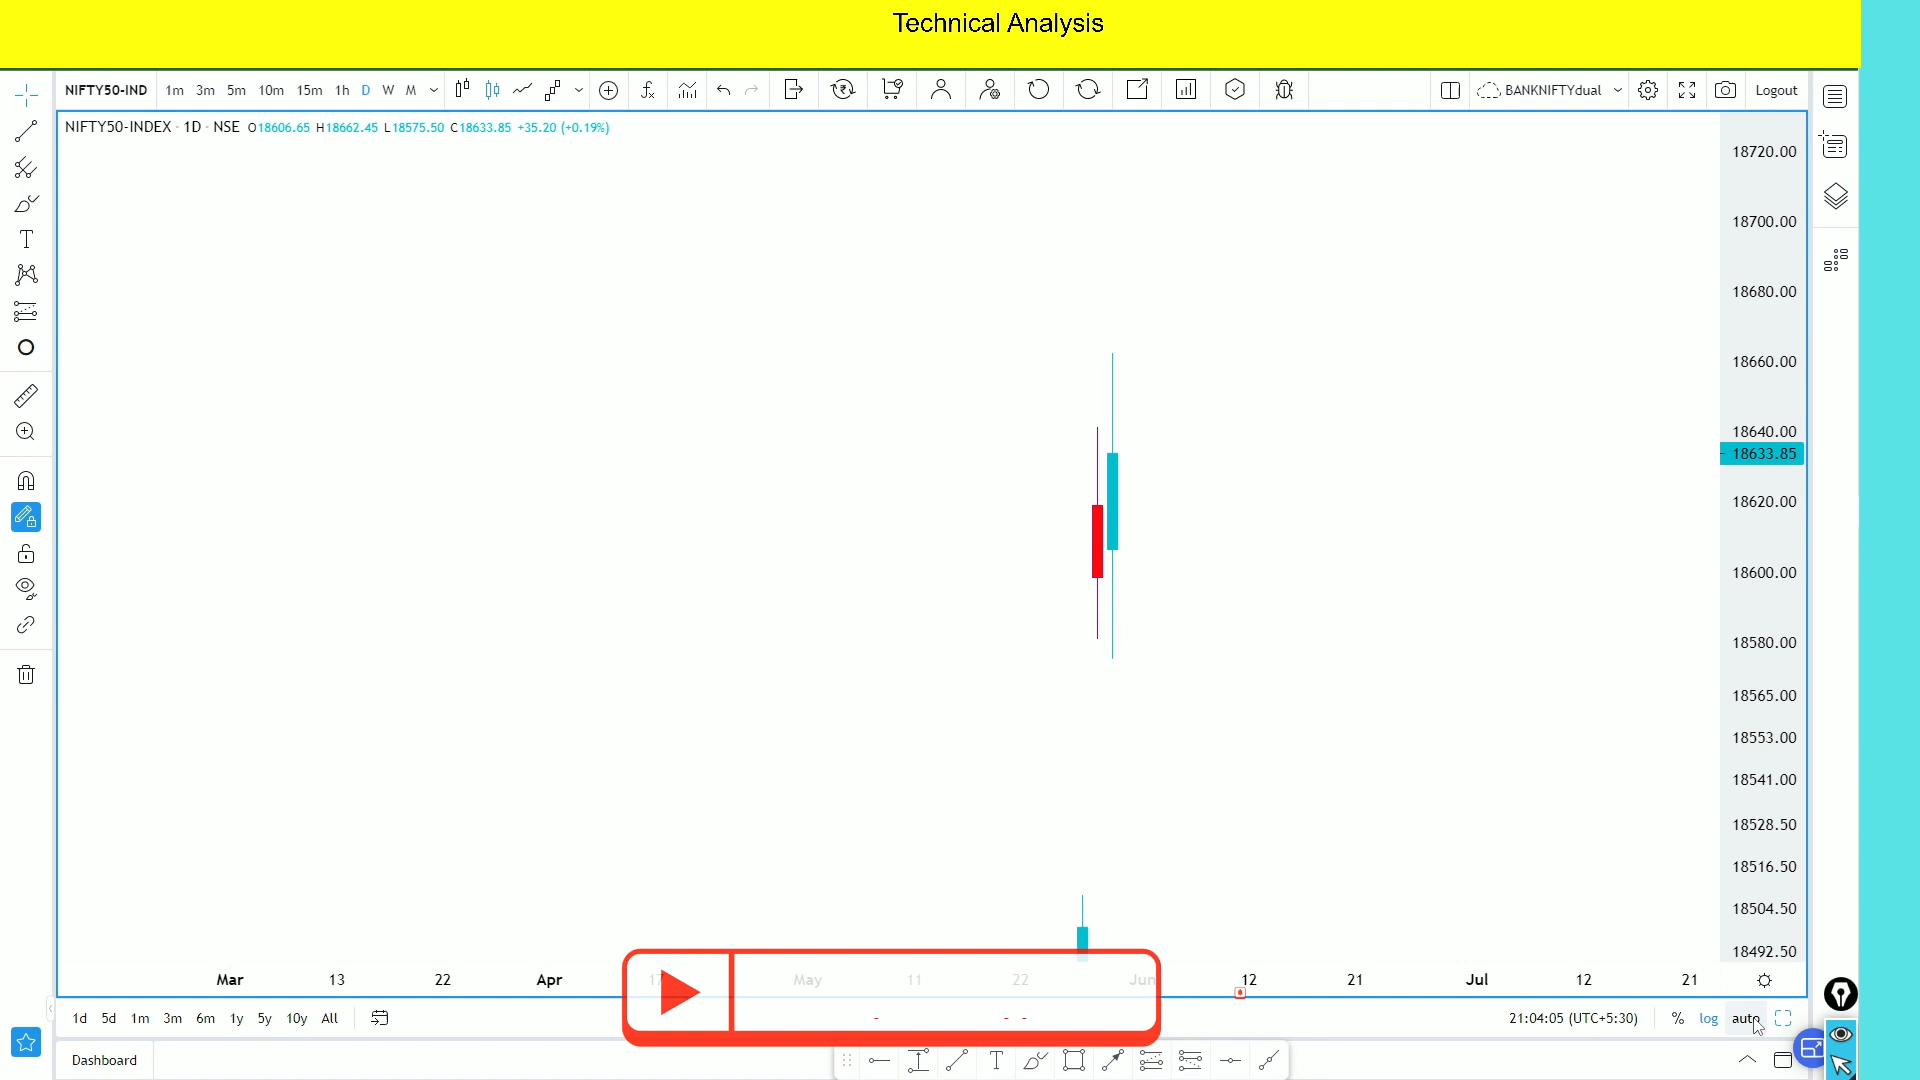 Technical Analysis
NIFTY50-IND 1m 3m 5m 10m 15m 1h D W M BANKNIFTYdual Logout
NIFTY50-INDEX · 1D · NSE O18606.65 H18662.45 L18575.50 C18633.85 +35.20 (+0.19%)
18720.00
18700.00
18680.00
18660.00
18640.00
18633.85
18620.00
18600.00
18580.00
18565.00
18553.00
18541.00
18528.50
18516.50
18504.50
18492.50
Mar 13 22 Apr 17 May 11 22 Jun 12 21 Jul 12 21
1d 5d 1m 3m 6m 1y 5y 10y All 21:04:05 (UTC+5:30) % log auto
Dashboard